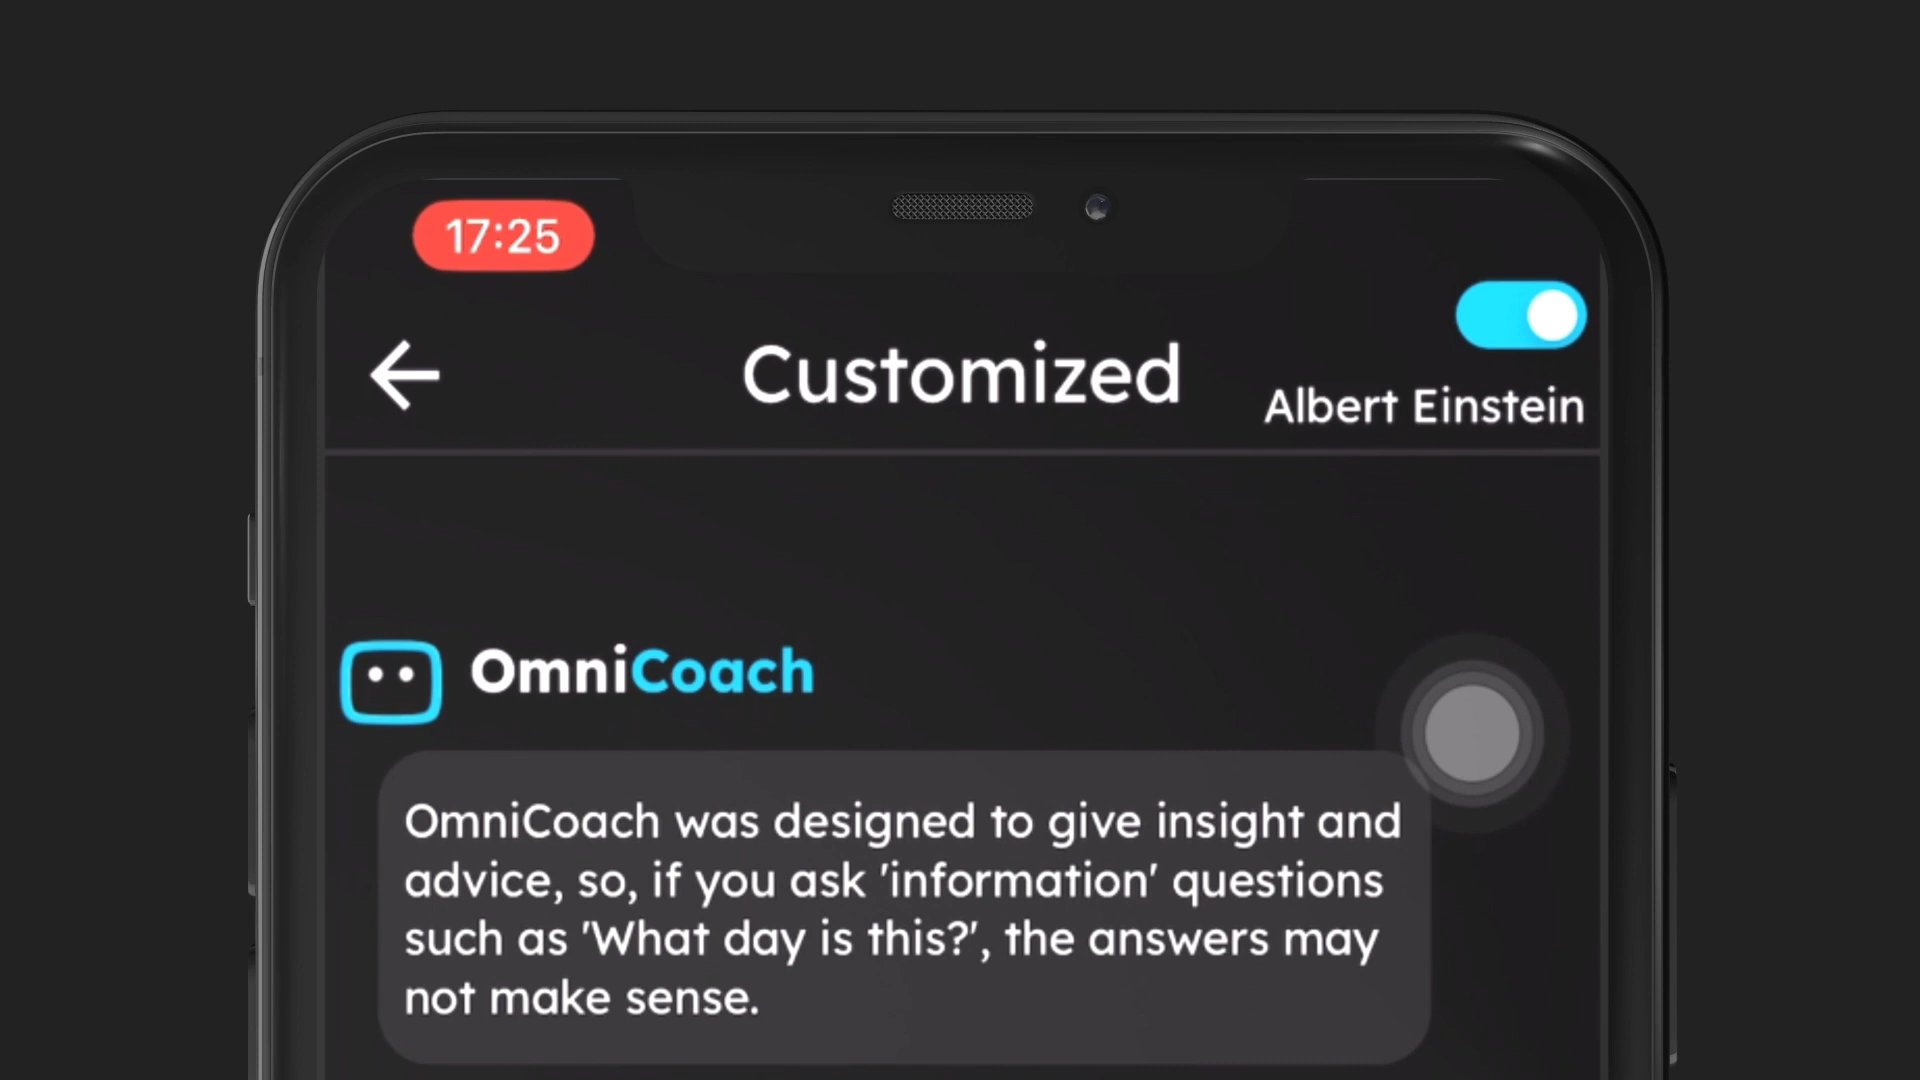 17:25
Customized
Albert Einstein
OmniCoach
OmniCoach was designed to give insight and
advice, so, if you ask 'information' questions
such as 'What day is this?', the answers may
not make sense.